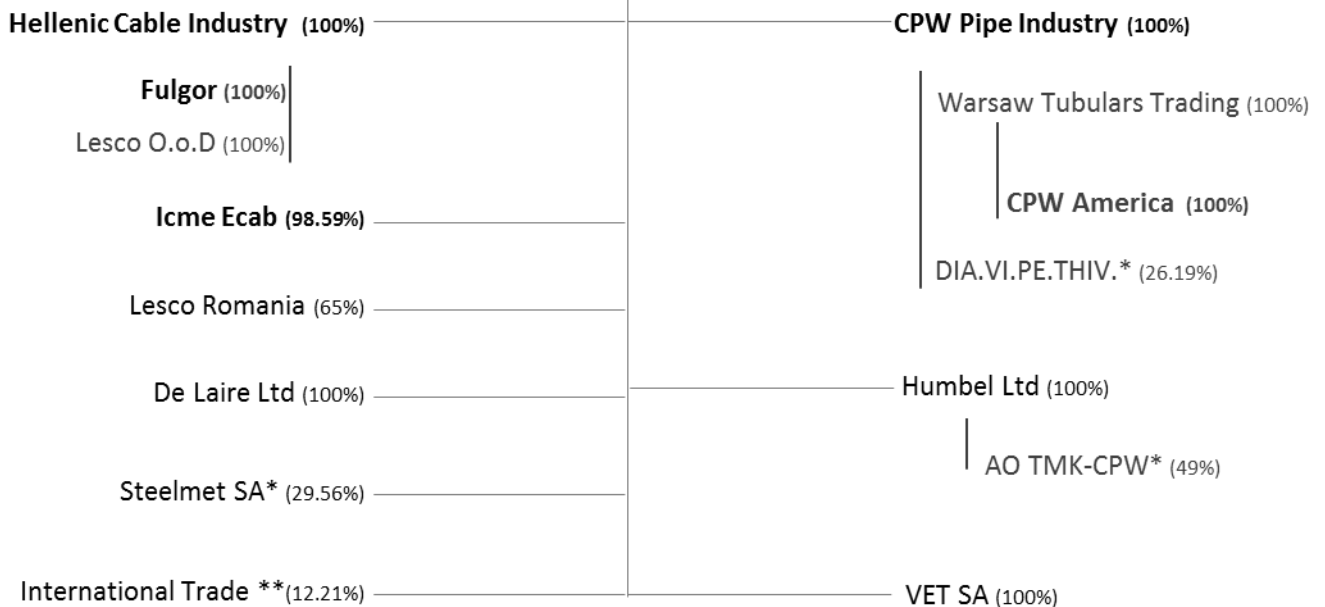 Hellenic Cable Industry (100%)
Fulgor (100%)
Lesco O.o.D (100%)
Icme Ecab (98.59%)
Lesco Romania (65%)
De Laire Ltd (100%)
Steelmet SA* (29.56%)
International Trade **(12.21%)
CPW Pipe Industry (100%)
Warsaw Tubulars Trading (100%)
CPW America (100%)
DIA.VI.PE.THIV.* (26.19%)
Humbel Ltd (100%)
AO TMK-CPW* (49%)
VET SA (100%)